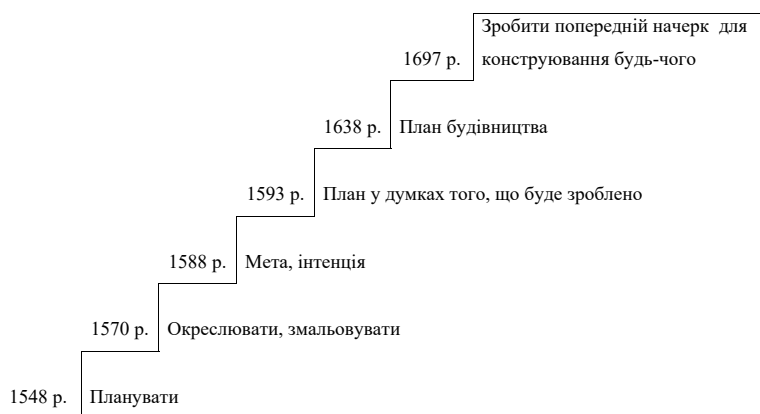 Зробити попередній начерк для
1697 р. конструювання будь-чого
1638 р. План будівництва
1593 р. План у думках того, що буде зроблено
1588 р. Мета, інтенція
1570 р. Окреслювати, змальовувати
1548 р. Планувати